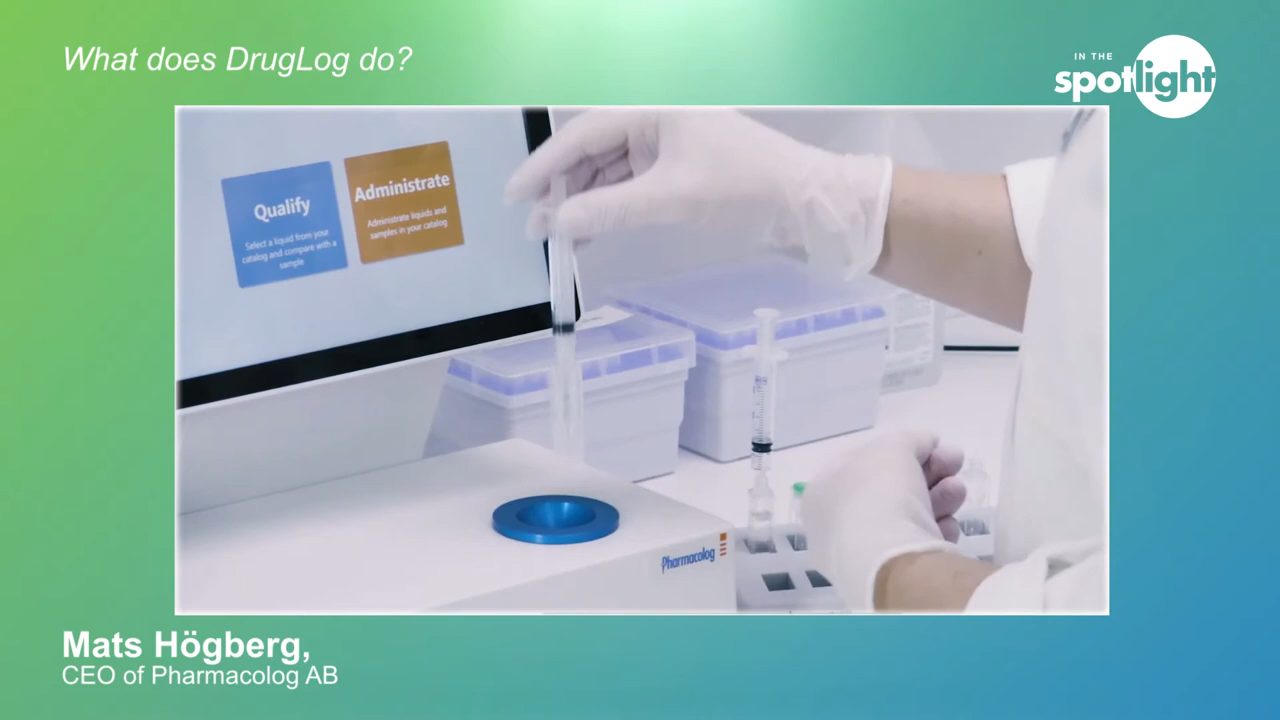 What does DrugLog do?
IN THE
spotlight
Qualify
Select a liquid from your
catalog and compare with a
sample
Administrate
Administrate liquids and
samples in your catalog
Pharmacolog
Mats Högberg,
CEO of Pharmacolog AB